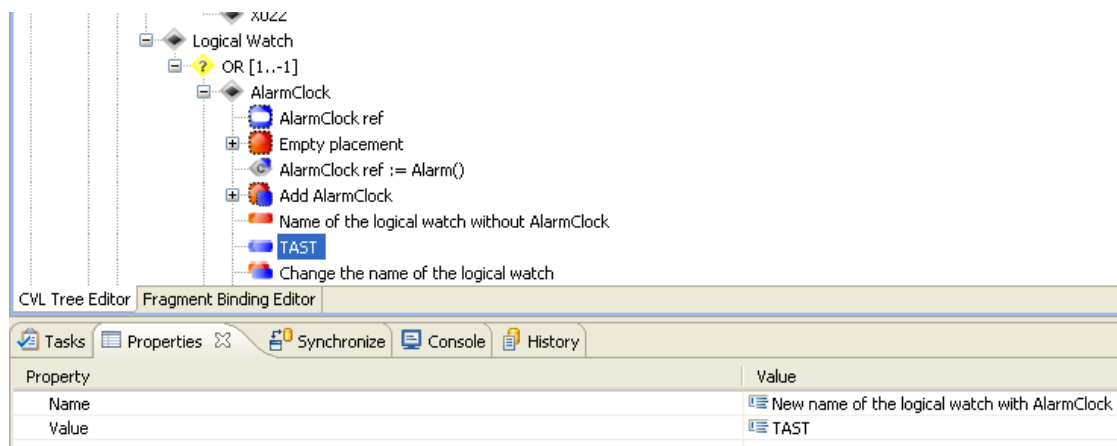 X022
Logical Watch
OR [1..-1]
AlarmClock
AlarmClock ref
Empty placement
AlarmClock ref := Alarm()
Add AlarmClock
Name of the logical watch without AlarmClock
TAST
Change the name of the logical watch
CVL Tree Editor Fragment Binding Editor
Tasks Properties Synchronize Console History
Property Value
Name New name of the logical watch with AlarmClock
Value TAST